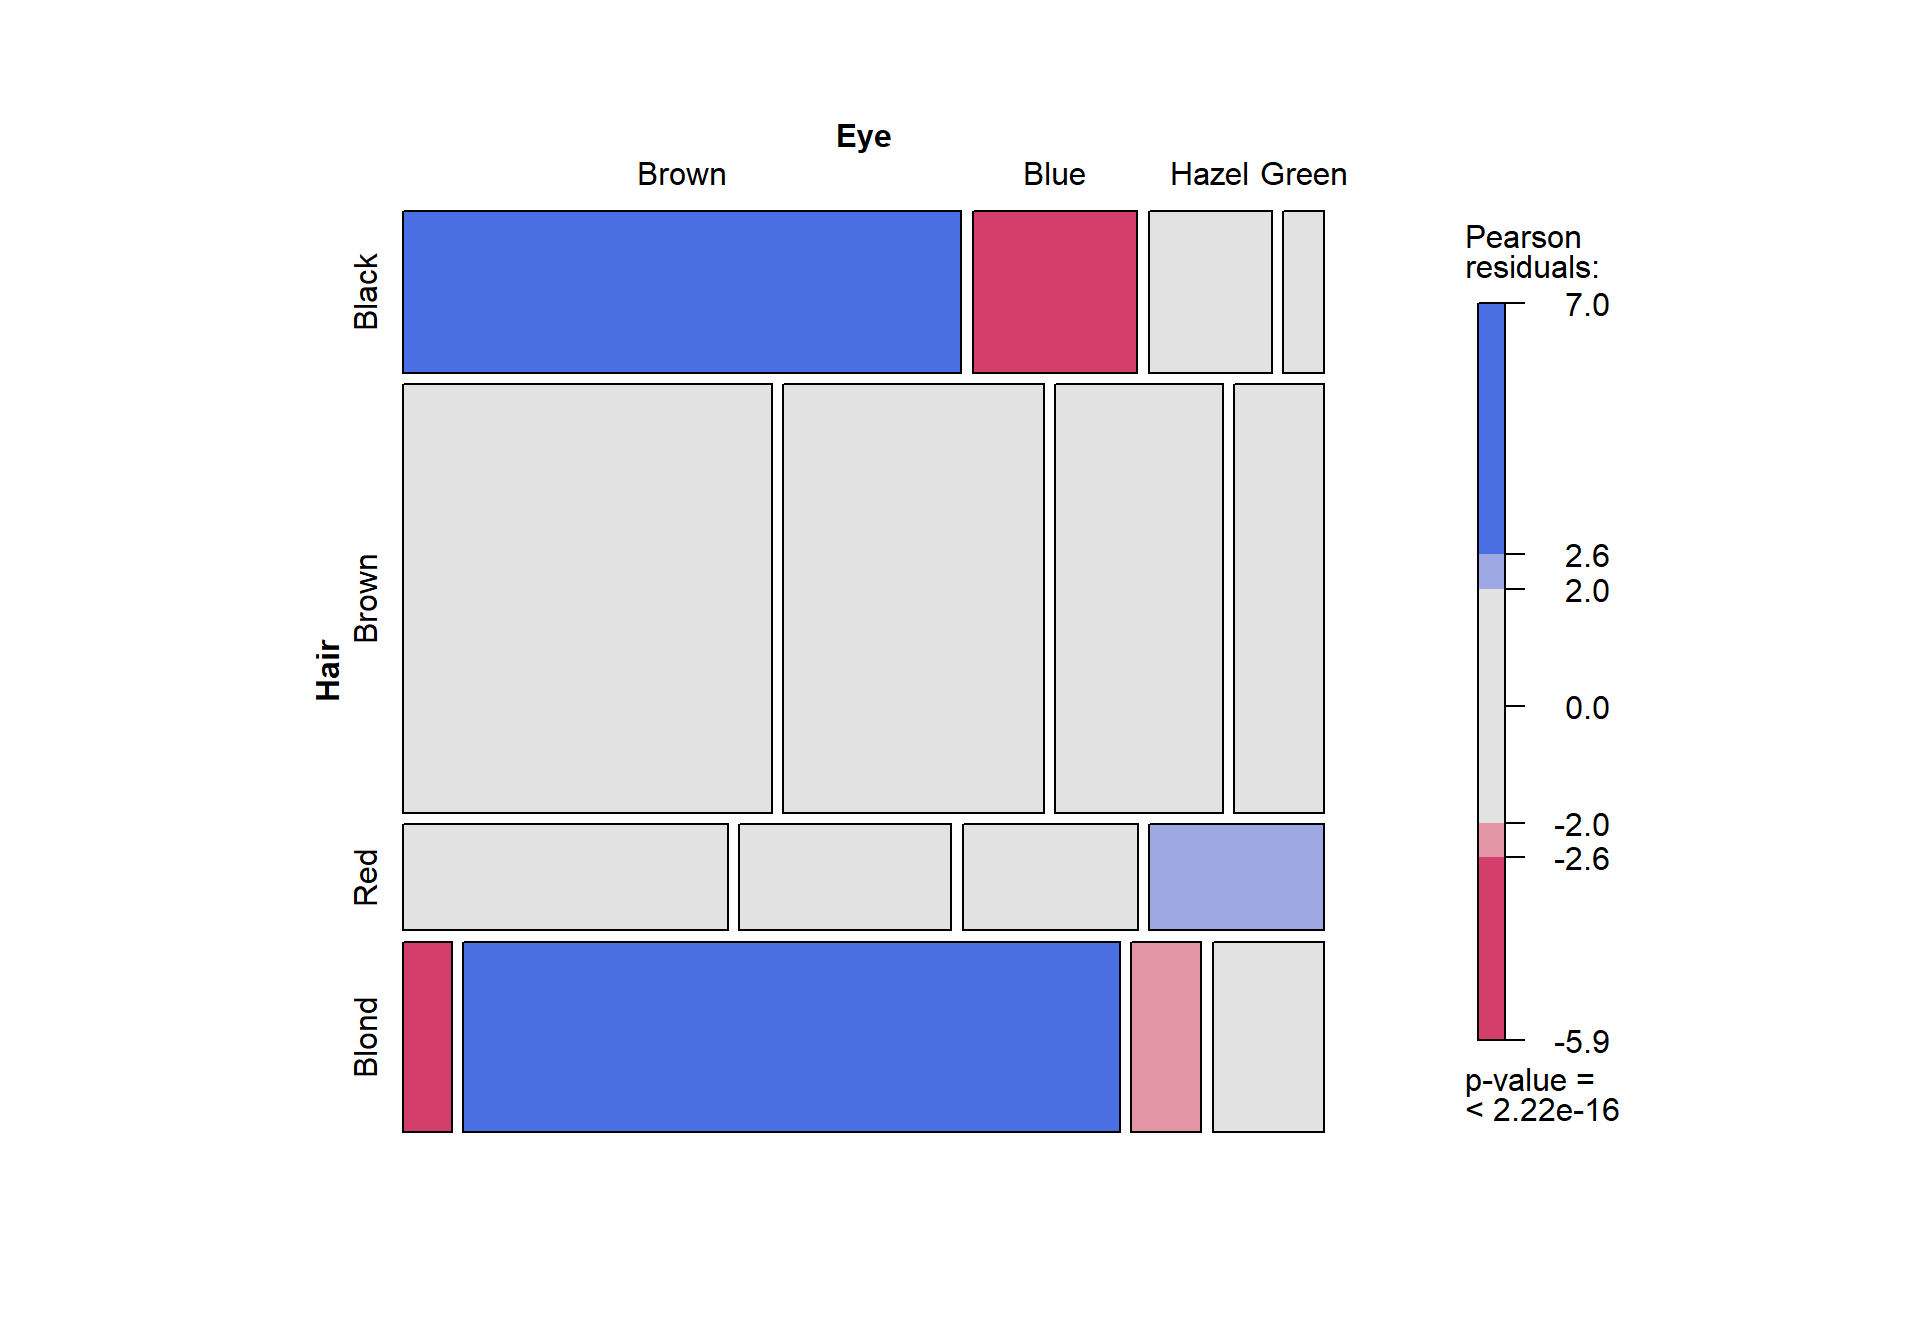 Eye
Brown Blue Hazel Green
Hair
Black
Brown
Red
Blond
Pearson
residuals:
7.0
2.6
2.0
0.0
-2.0
-2.6
-5.9
p-value =
< 2.22e-16